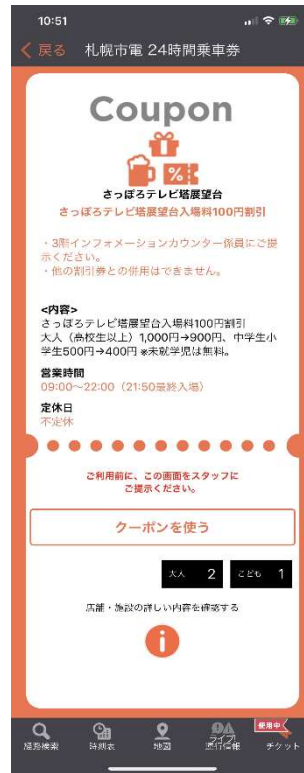 10:51
戻る 札幌市電 24時間乗車券
Coupon
%
さっぽろテレビ塔展望台
さっぽろテレビ塔展望台入場料100円割引
・3階インフォメーションカウンター係員にご提
示ください。
・他の割引券との併用はできません。
<内容>
さっぽろテレビ塔展望台入場料100円割引
大人（高校生以上）1,000円→900円、中学生小
学生500円→400円 ※未就学児は無料。
営業時間
09:00~22:00（21:50最終入場）
定休日
不定休
ご利用前に、この画面をスタッフに
ご提示ください。
クーポンを使う
大人 2 こども 1
店舗・施設の詳しい内容を確認する
i
使用中
経路検索 時刻表 地図 ライブ！ チケット
運行情報